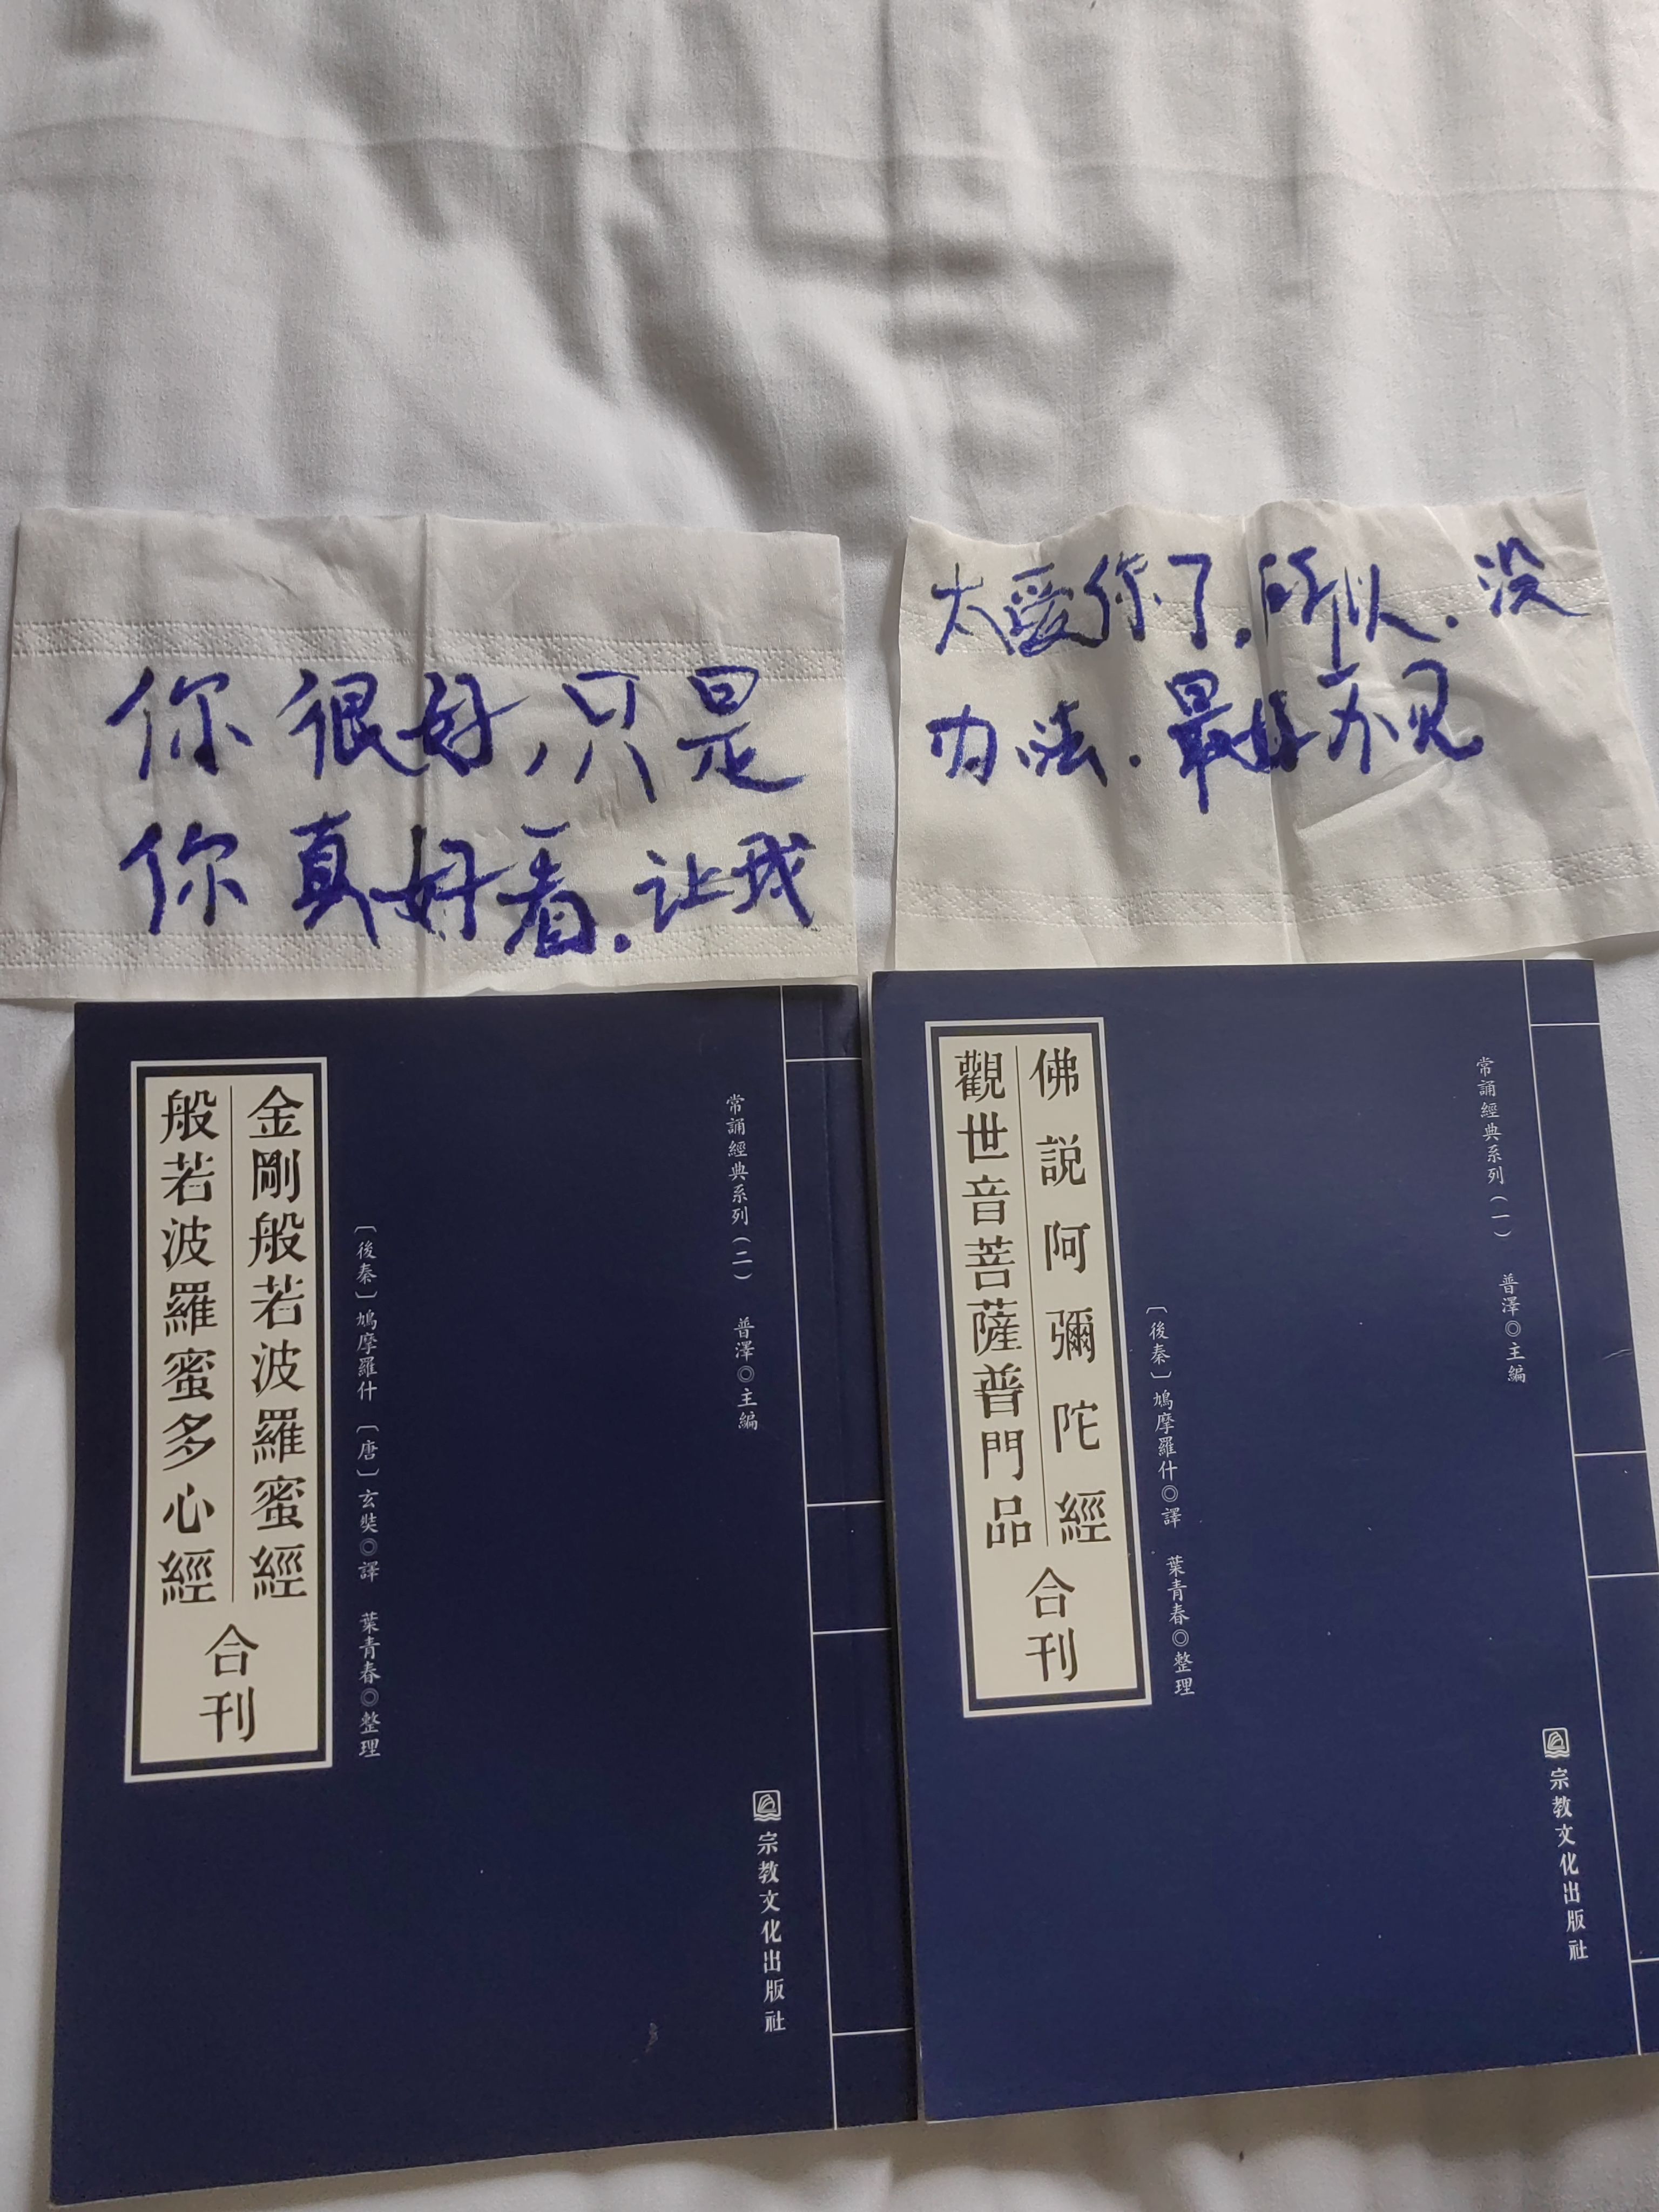 你很好,只是
你真好看.让我
太爱你了.所以.没
办法.最好不见
金剛般若波羅蜜經
般若波羅蜜多心經
合刊
〔後秦〕鳩摩羅什 〔唐〕玄奘◎譯 葉青春◎整理
常誦經典系列(二) 普澤◎主編
宗教文化出版社
佛說阿彌陀經
觀世音菩薩普門品
合刊
〔後秦〕鳩摩羅什◎譯 葉青春◎整理
常誦經典系列(一) 普澤◎主編
宗教文化出版社